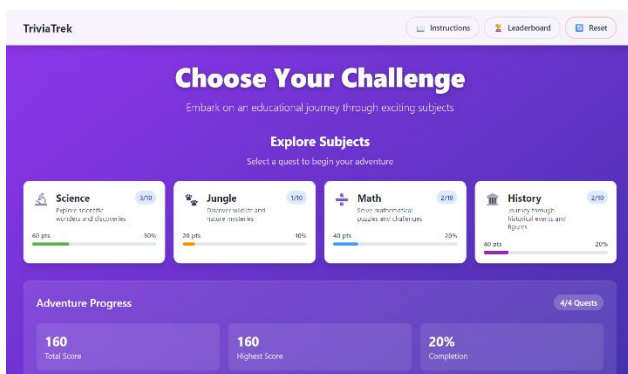 TriviaTrek
Instructions
Leaderboard
Reset
Choose Your Challenge
Embark on an educational journey through exciting subjects
Explore Subjects
Select a quest to begin your adventure
Science
3/10
Explore scientific
wonders and discoveries
60 pts
30%
Jungle
1/10
Discover wildlife and
nature mysteries
20 pts
10%
Math
2/10
Solve mathematical
puzzles and challenges
40 pts
20%
History
2/10
Journey through
historical events and
figures
40 pts
20%
Adventure Progress
4/4 Quests
160
Total Score
160
Highest Score
20%
Completion